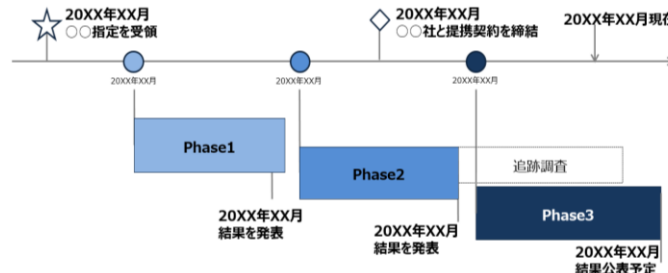 20XX年XX月
○○指定を受領
20XX年XX月
○○社と提携契約を締結
20XX年XX月現在
20XX年XX月
20XX年XX月
20XX年XX月
Phase1
Phase2
追跡調査
Phase3
20XX年XX月
結果を発表
20XX年XX月
結果を発表
20XX年XX月
結果公表予定